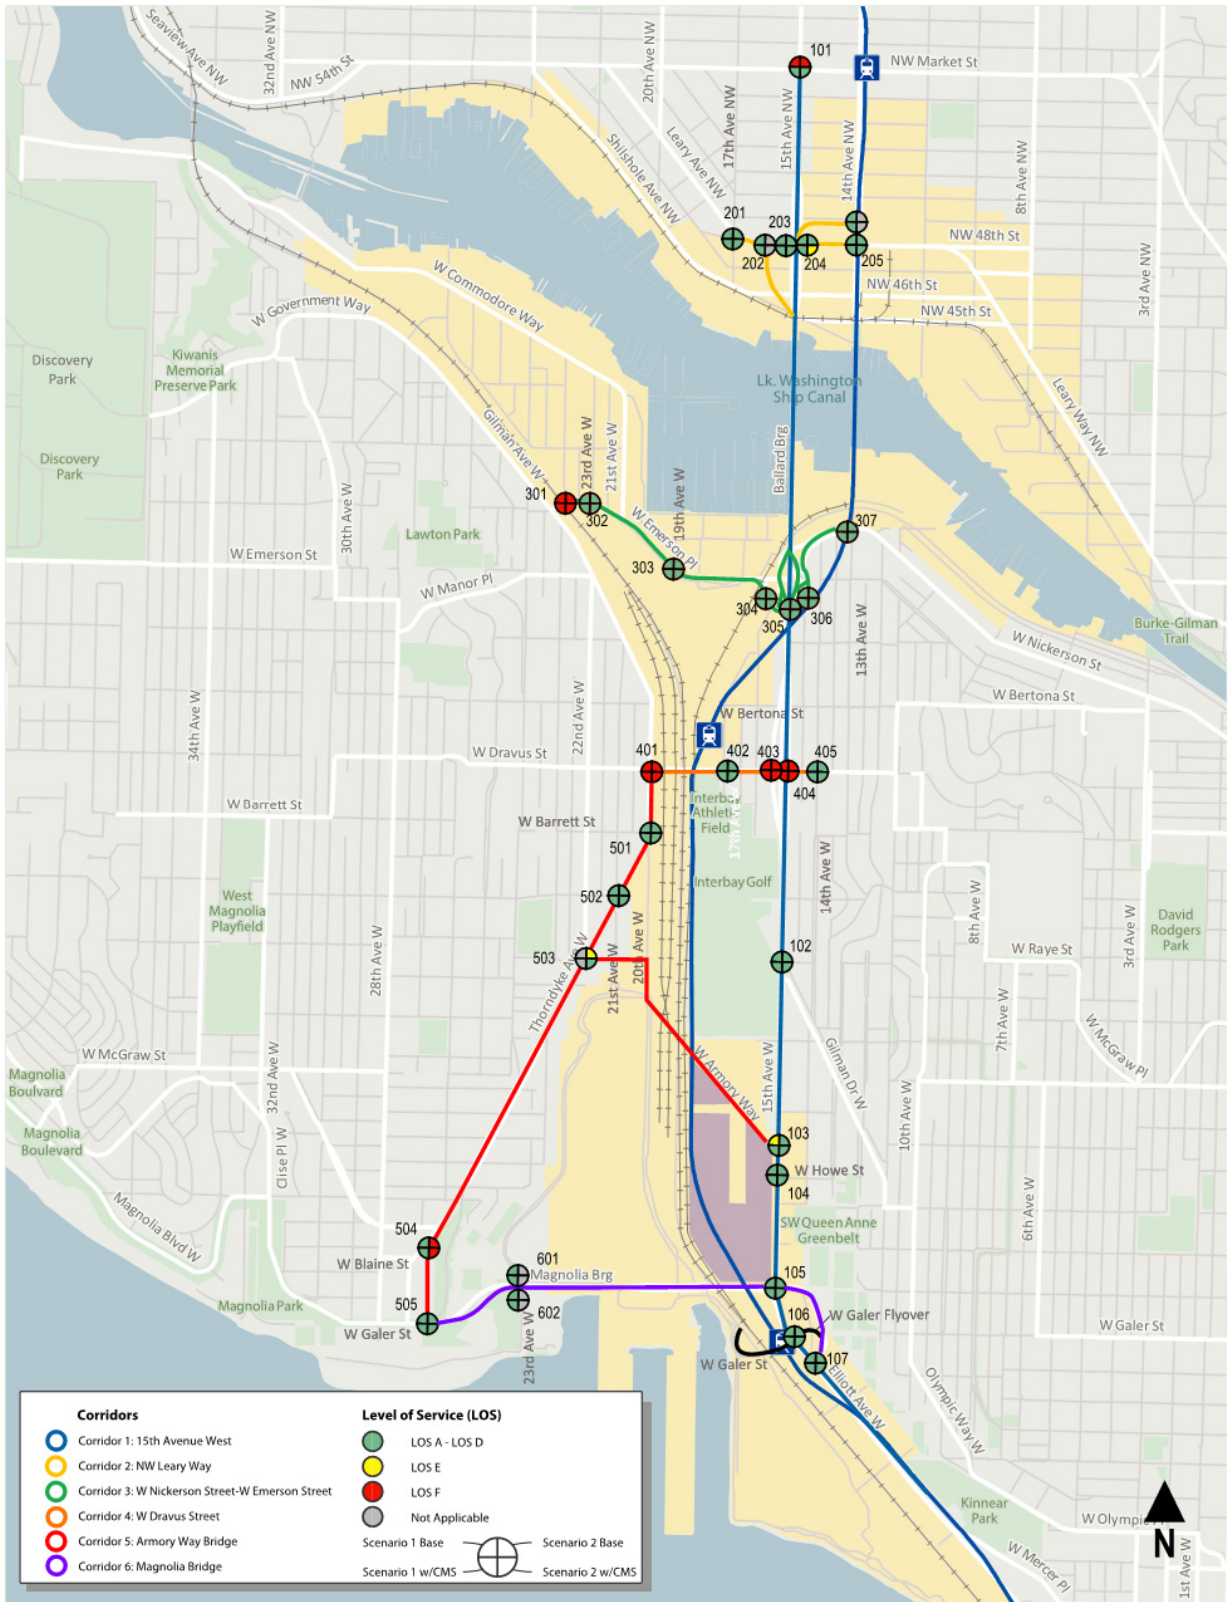 101
NW Market St
Seaview Ave NW
32nd Ave NW
NW 54th St
20th Ave NW
Leary Ave NW
17th Ave NW
15th Ave NW
14th Ave NW
8th Ave NW
3rd Ave NW
Shilshole Ave NW
201
203
202
204
205
NW 48th St
NW 46th St
NW 45th St
W Commodore Way
W Government Way
Discovery
Park
Kiwanis
Memorial
Preserve Park
Lk. Washington
Ship Canal
Leary Way NW
Discovery
Park
Gilman Ave W
23rd Ave W
21st Ave W
Ballard Brg
19th Ave W
301
302
W Emerson Pl
307
30th Ave W
Lawton Park
W Emerson St
303
W Manor Pl
304
305
306
13th Ave W
W Nickerson St
Burke-Gilman
Trail
34th Ave W
22nd Ave W
W Bertona St
W Bertona St
W Dravus St
401
402
403
405
404
W Barrett St
W Barrett St
Interbay
Athletic
Field
17th Ave W
501
Interbay Golf
14th Ave W
West
Magnolia
Playfield
502
8th Ave W
3rd Ave W
David
Rodgers
Park
28th Ave W
503
Thorndyke Ave W
21st Ave W
20th Ave W
102
W Raye St
7th Ave W
W McGraw St
W McGraw Pl
Magnolia
Boulvard
32nd Ave W
W Armory Way
15th Ave W
Gilman Dr W
10th Ave W
Magnolia
Boulevard
Clise Pl W
103
W Howe St
104
6th Ave W
Magnolia Blvd W
504
SW Queen Anne
Greenbelt
W Blaine St
601
Magnolia Brg
105
Magnolia Park
505
602
W Galer St
23rd Ave W
106
W Galer Flyover
W Galer St
W Galer St
107
Elliott Ave W
Olympic Way W
Kinnear
Park
W Olympic
W Mercer Pl
1st Ave W
N
Corridors
Corridor 1: 15th Avenue West
Corridor 2: NW Leary Way
Corridor 3: W Nickerson Street-W Emerson Street
Corridor 4: W Dravus Street
Corridor 5: Armory Way Bridge
Corridor 6: Magnolia Bridge
Level of Service (LOS)
LOS A - LOS D
LOS E
LOS F
Not Applicable
Scenario 1 Base
Scenario 2 Base
Scenario 1 w/CMS
Scenario 2 w/CMS